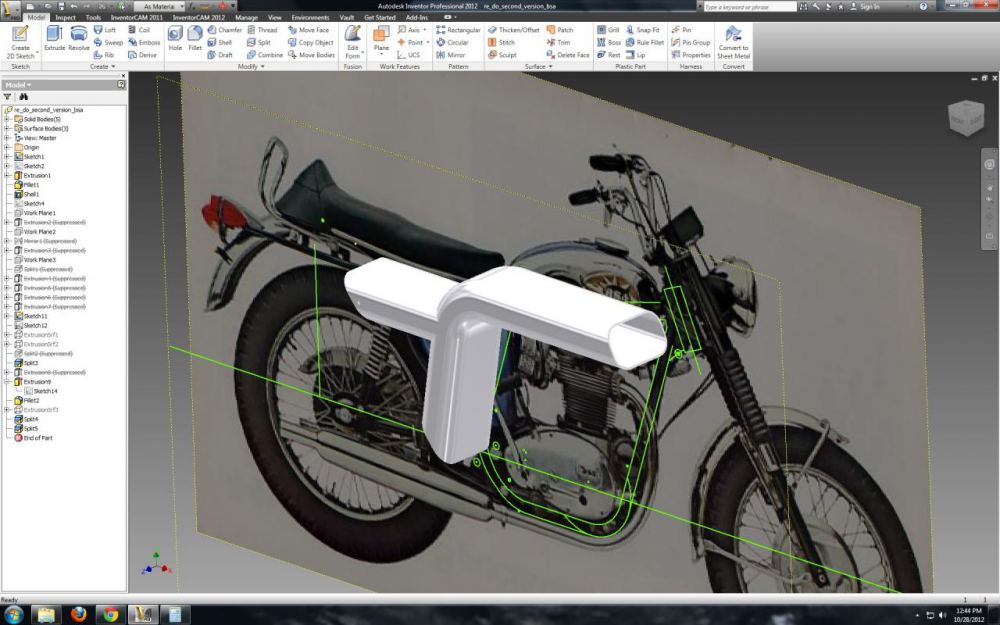 Autodesk Inventor Professional 2012 re_do_second_version_bsa
Type a keyword or phrase
Sign In
As Material
PRO
Model Inspect Tools InventorCAM 2011 InventorCAM 2012 Manage View Environments Vault Get Started Add-Ins
Create
2D Sketch
Sketch
Extrude
Revolve
Loft
Sweep
Rib
Coil
Emboss
Derive
Create
Hole
Fillet
Chamfer
Shell
Draft
Thread
Split
Combine
Move Face
Copy Object
Move Bodies
Modify
Edit
Form
Fusion
Plane
Axis
Point
UCS
Work Features
Rectangular
Circular
Mirror
Pattern
Thicken/Offset
Stitch
Sculpt
Patch
Trim
Delete Face
Surface
Grill
Boss
Rest
Snap Fit
Rule Fillet
Lip
Plastic Part
Pin
Pin Group
Properties
Harness
Convert to
Sheet Metal
Convert
Model
re_do_second_version_bsa
Solid Bodies(5)
Surface Bodies(3)
View: Master
Origin
Sketch1
Sketch2
Extrusion1
Fillet1
Shell1
Sketch4
Work Plane1
Extrusion2 (Suppressed)
Work Plane2
Mirror1 (Suppressed)
Extrusion3 (Suppressed)
Work Plane3
Split1 (Suppressed)
Extrusion4 (Suppressed)
Extrusion5 (Suppressed)
Extrusion6 (Suppressed)
Extrusion7 (Suppressed)
Sketch11
Sketch12
ExtrusionSrf1
ExtrusionSrf2
Split2 (Suppressed)
Split3
Extrusion8 (Suppressed)
Extrusion9
Sketch14
Fillet2
ExtrusionSrf3
Split4
Split5
End of Part
Ready
1 1
12:44 PM
10/28/2012